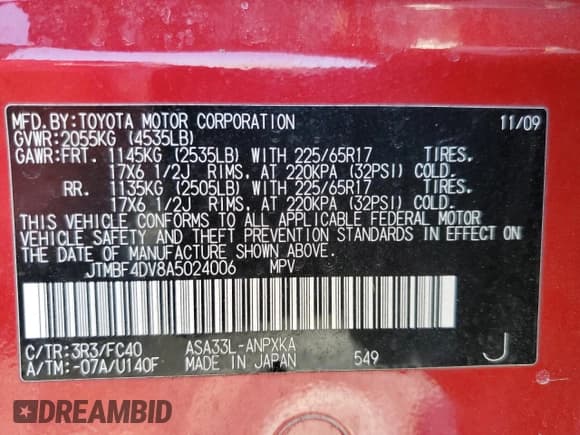 MFD.BY:TOYOTA MOTOR CORPORATION 11/09
GVWR:2055KG (4535LB)
GAWR:FRT. 1145KG (2535LB) WITH 225/65R17 TIRES.
17X6 1/2J RIMS. AT 220KPA (32PSI) COLD.
RR. 1135KG (2505LB) WITH 225/65R17 TIRES.
17X6 1/2J RIMS. AT 220KPA (32PSI) COLD.
THIS VEHICLE CONFORMS TO ALL APPLICABLE FEDERAL MOTOR
VEHICLE SAFETY AND THEFT PREVENTION STANDARDS IN EFFECT ON
THE DATE OF MANUFACTURE SHOWN ABOVE.
JTMBF4DV8A5024006 MPV
C/TR:3R3/FC40 ASA33L-ANPXKA
A/TM:-07A/U140F MADE IN JAPAN 549 J
DREAMBID